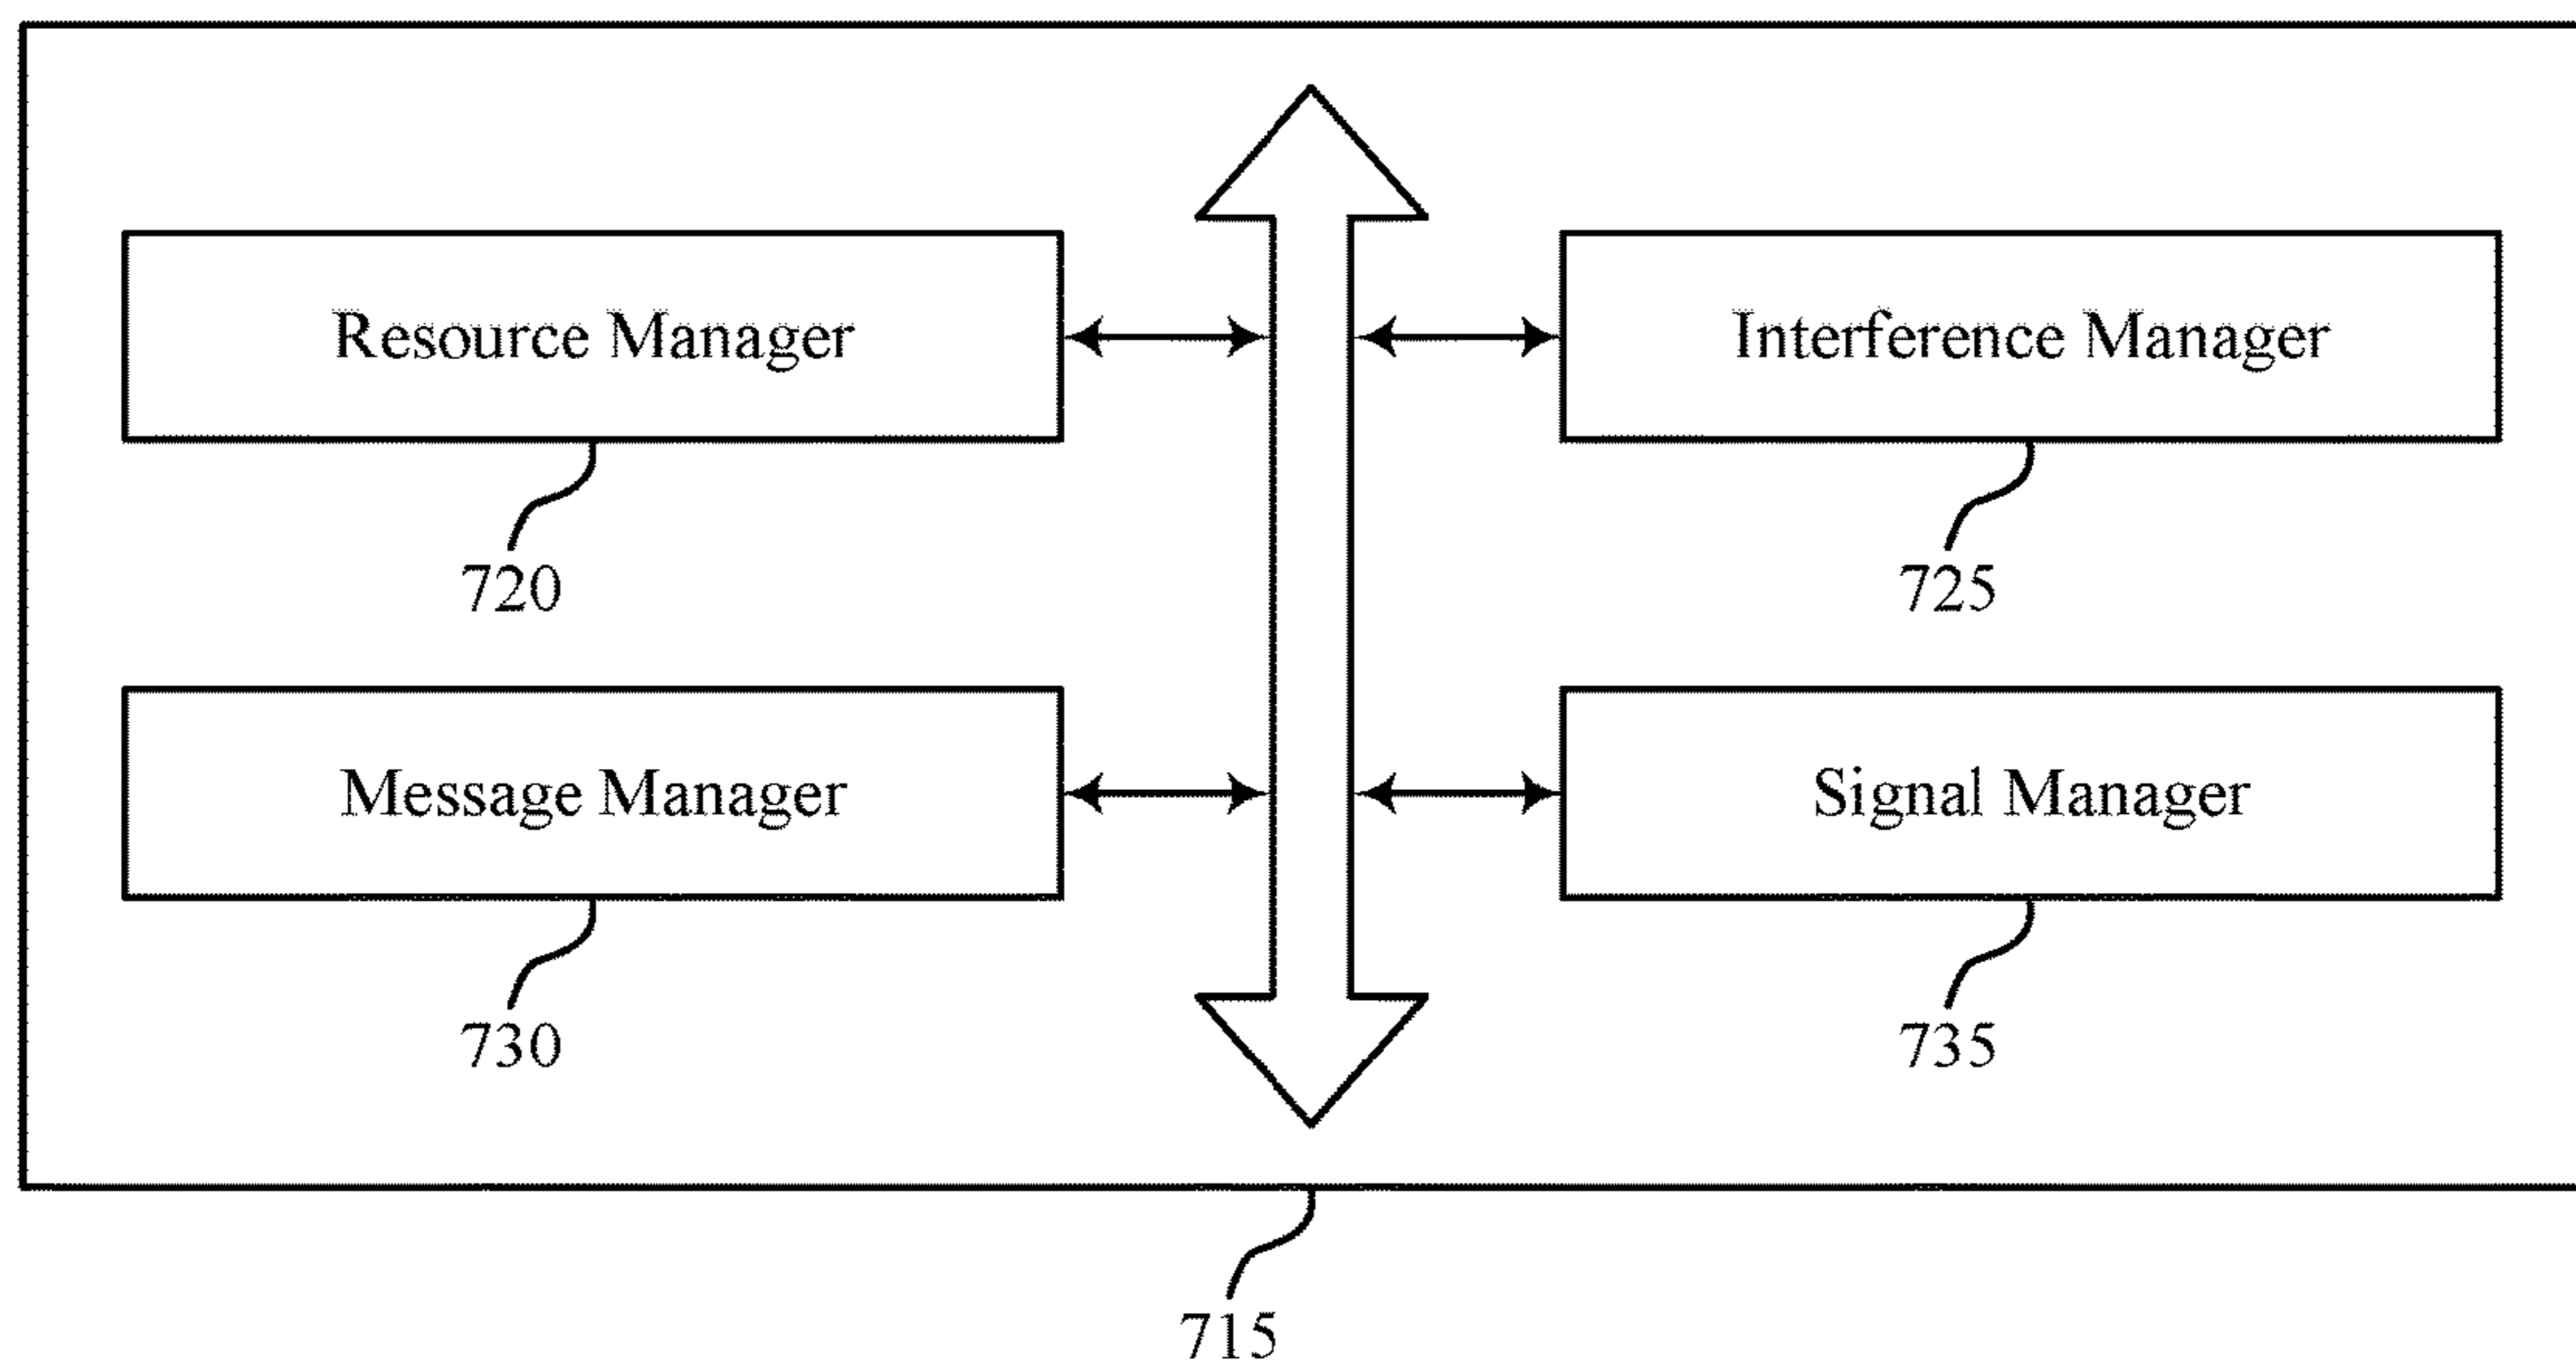 Resource Manager
Interference Manager
720
725
Message Manager
Signal Manager
730
735
715